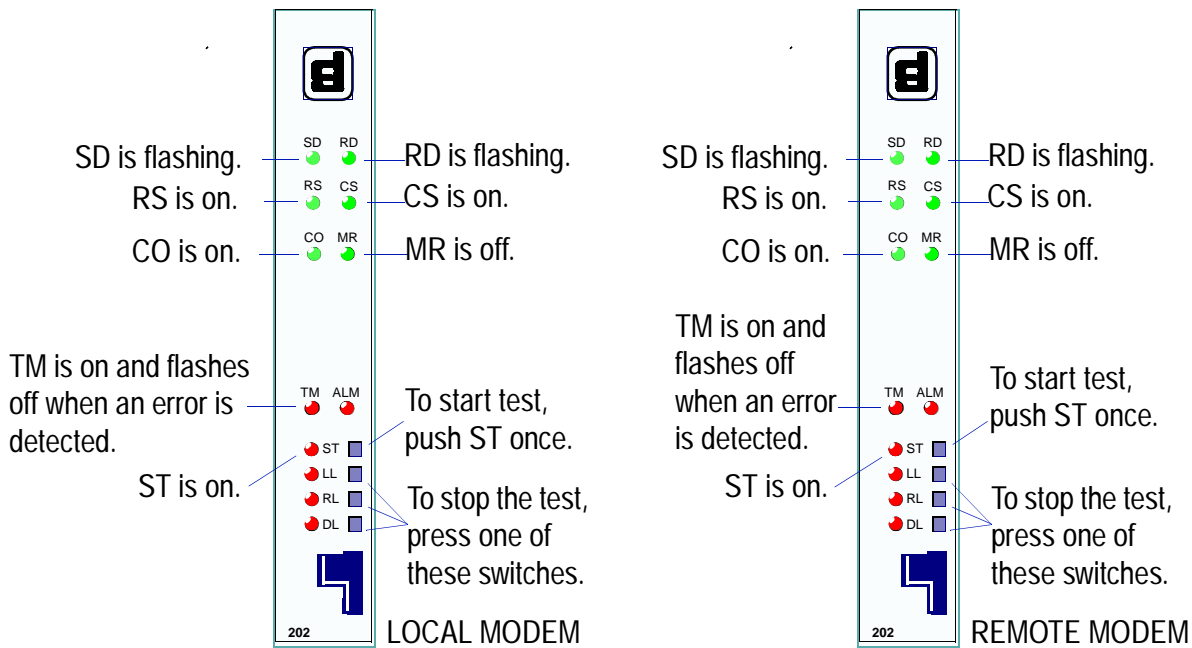 SD RD
SD is flashing.
RD is flashing.
RS CS
RS is on.
CS is on.
CO MR
CO is on.
MR is off.
TM is on and flashes
off when an error is
detected.
TM ALM
To start test,
push ST once.
ST
ST is on.
LL
RL
DL
To stop the test,
press one of
these switches.
202
LOCAL MODEM
SD RD
SD is flashing.
RD is flashing.
RS CS
RS is on.
CS is on.
CO MR
CO is on.
MR is off.
TM is on and
flashes off
when an error
is detected.
TM ALM
To start test,
push ST once.
ST
ST is on.
LL
RL
DL
To stop the test,
press one of
these switches.
202
REMOTE MODEM